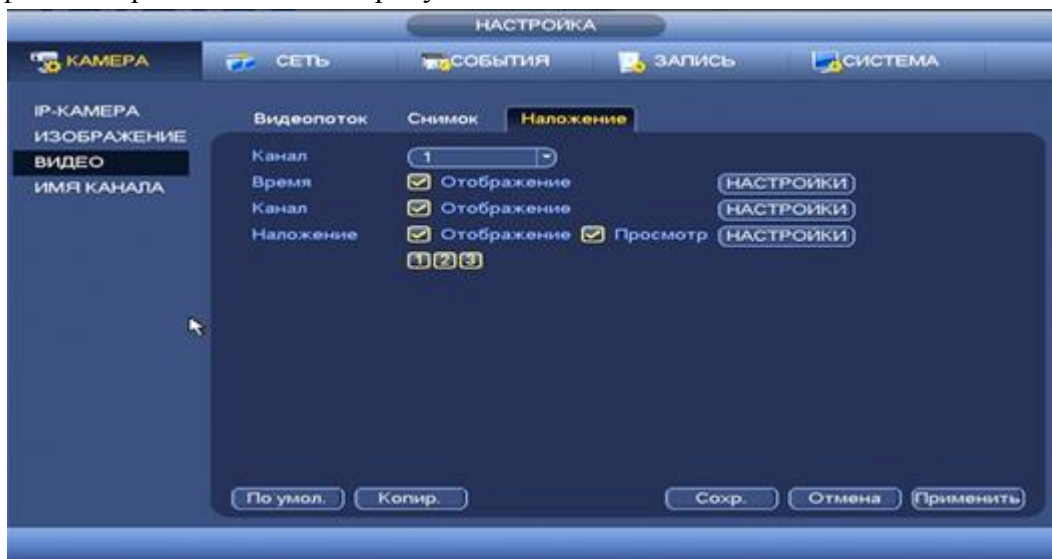 НАСТРОЙКА
КАМЕРА СЕТЬ СОБЫТИЯ ЗАПИСЬ СИСТЕМА
IP-КАМЕРА
ИЗОБРАЖЕНИЕ
ВИДЕО
ИМЯ КАНАЛА
Видеопоток Снимок Наложение
Канал 1
Время Отображение НАСТРОЙКИ
Канал Отображение НАСТРОЙКИ
Наложение Отображение Просмотр НАСТРОЙКИ
1 2 3
По умол. Копир. Сохр. Отмена Применить